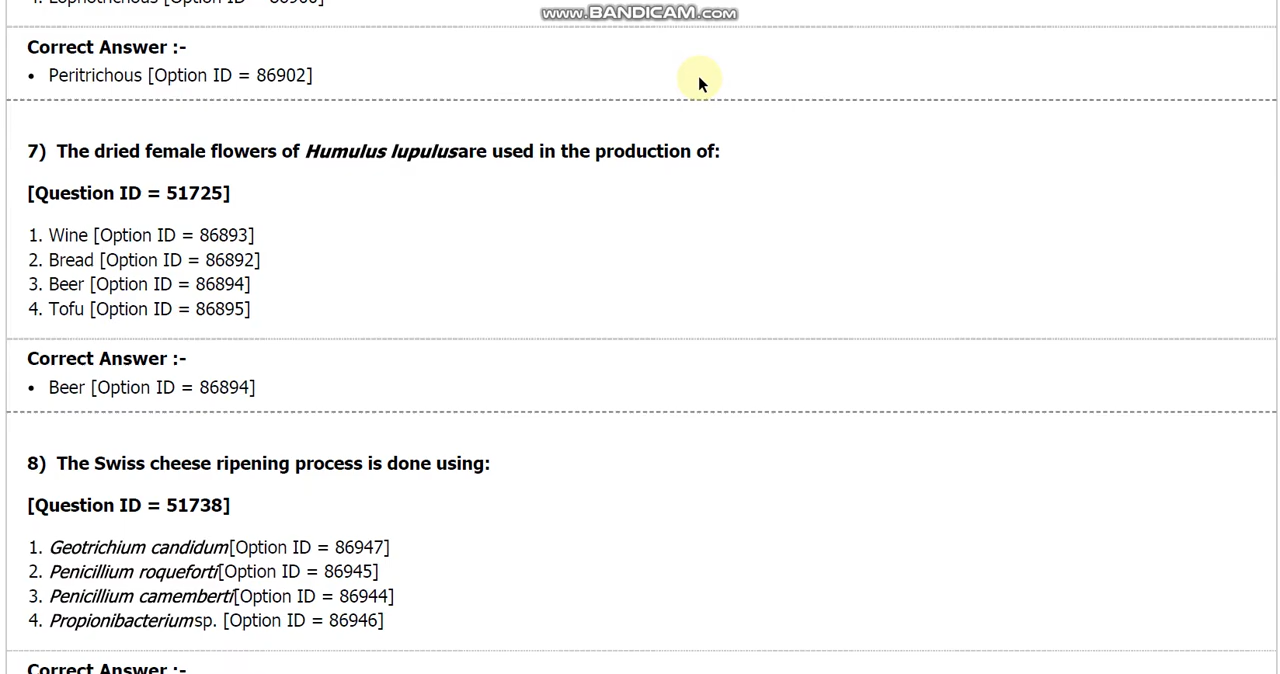 www.BANDICAM.com
Correct Answer :-
• Peritrichous [Option ID = 86902]
7) The dried female flowers of Humulus lupulusare used in the production of:
[Question ID = 51725]
1. Wine [Option ID = 86893]
2. Bread [Option ID = 86892]
3. Beer [Option ID = 86894]
4. Tofu [Option ID = 86895]
Correct Answer :-
• Beer [Option ID = 86894]
8) The Swiss cheese ripening process is done using:
[Question ID = 51738]
1. Geotrichium candidum[Option ID = 86947]
2. Penicillium roqueforti[Option ID = 86945]
3. Penicillium camemberti[Option ID = 86944]
4. Propionibacteriumsp. [Option ID = 86946]
Correct Answer :-